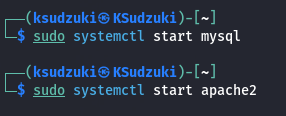 ┌──(ksudzuki㉿KSudzuki)-[~]
└─$ sudo systemctl start mysql
┌──(ksudzuki㉿KSudzuki)-[~]
└─$ sudo systemctl start apache2